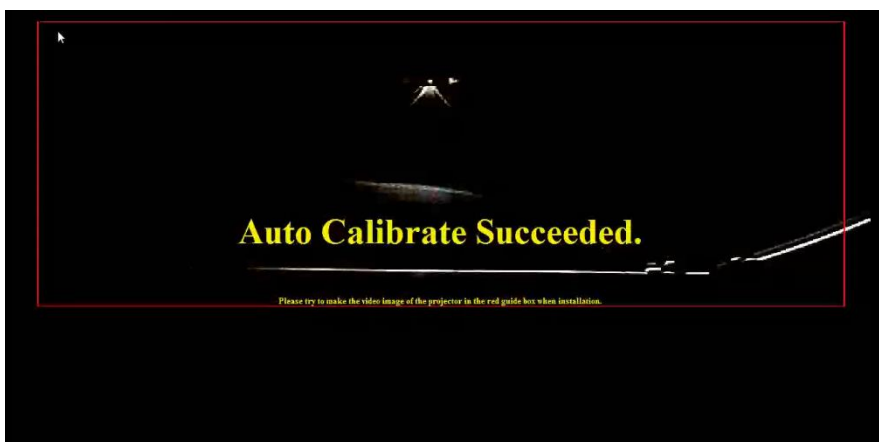 Auto Calibrate Succeeded.
Please try to make the video image of the projector in the red guide box when installation.